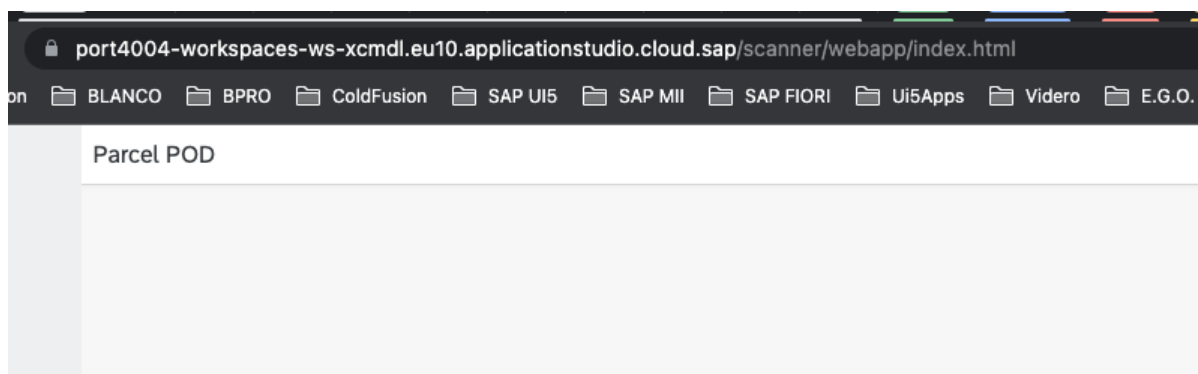 port4004-workspaces-ws-xcmdl.eu10.applicationstudio.cloud.sap/scanner/webapp/index.html
on BLANCO BPRO ColdFusion SAP UI5 SAP MII SAP FIORI Ui5Apps Videro E.G.O.
Parcel POD